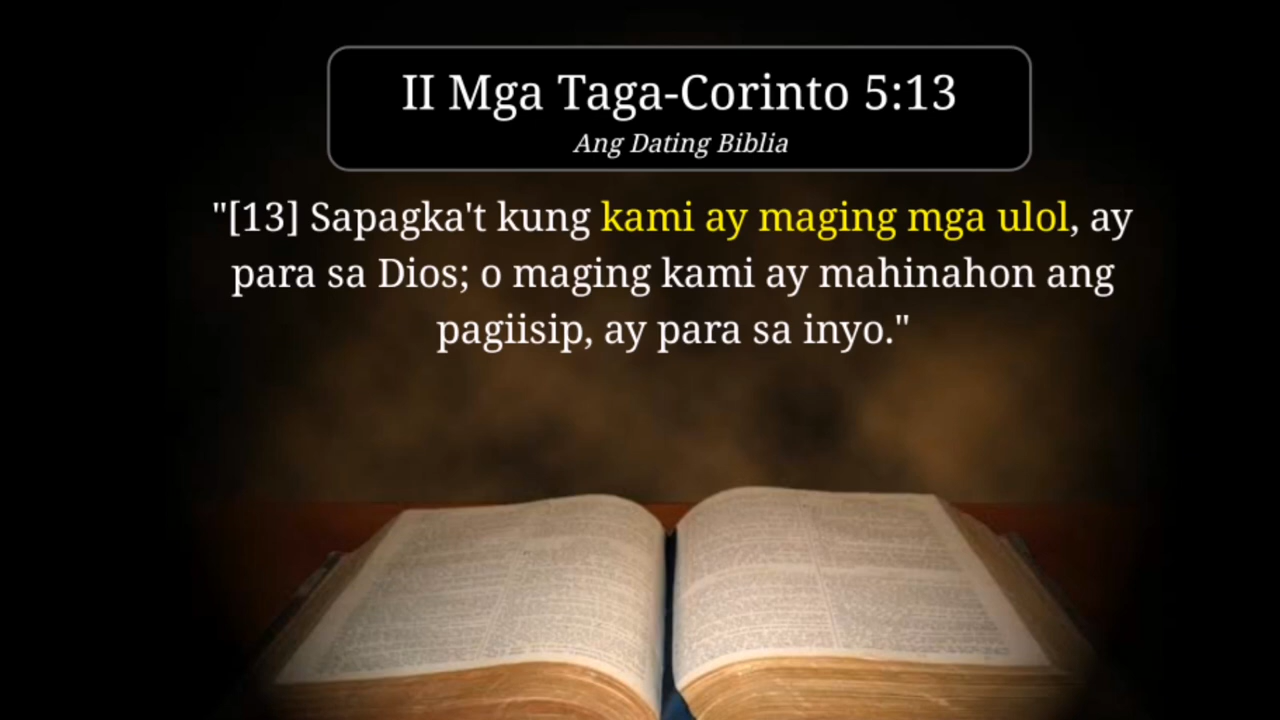 II Mga Taga-Corinto 5:13
Ang Dating Biblia
"[13] Sapagka't kung kami ay maging mga ulol, ay
para sa Dios; o maging kami ay mahinahon ang
pagiisip, ay para sa inyo."